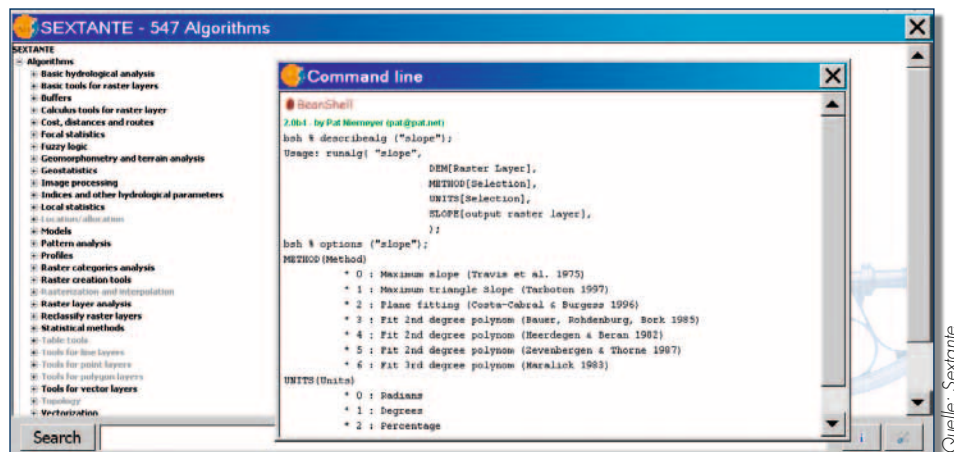 SEXTANTE - 547 Algorithms
SEXTANTE
Algorithms
Basic hydrological analysis
Basic tools for raster layers
Buffers
Calculus tools for raster layer
Cost, distances and routes
Focal statistics
Fuzzy logic
Geomorphometry and terrain analysis
Geostatistics
Image processing
Indices and other hydrological parameters
Local statistics
Location/allocation
Models
Pattern analysis
Profiles
Raster categories analysis
Raster creation tools
Rasterization and interpolation
Raster layer analysis
Reclassify raster layers
Statistical methods
Table tools
Tools for line layers
Tools for point layers
Tools for polygon layers
Tools for vector layers
Topology
Vectorization
Search
Command line
BeanShell
2.0b4 - by Pat Niemeyer (pat@pat.net)
bsh % describealg ("slope");
Usage: runalg( "slope",
DEM[Raster Layer],
METHOD[Selection],
UNITS[Selection],
SLOPE[output raster layer],
);
bsh % options ("slope");
METHOD(Method)
* 0 : Maximum slope (Travis et al. 1975)
* 1 : Maximum triangle Slope (Tarboton 1997)
* 2 : Plane fitting (Costa-Cabral & Burgess 1996)
* 3 : Fit 2nd degree polynom (Bauer, Rohdenburg, Bork 1985)
* 4 : Fit 2nd degree polynom (Heerdegen & Beran 1982)
* 5 : Fit 2nd degree polynom (Zevenbergen & Thorne 1987)
* 6 : Fit 3rd degree polynom (Haralick 1983)
UNITS(Units)
* 0 : Radians
* 1 : Degrees
* 2 : Percentage
i
Quelle: Sextante